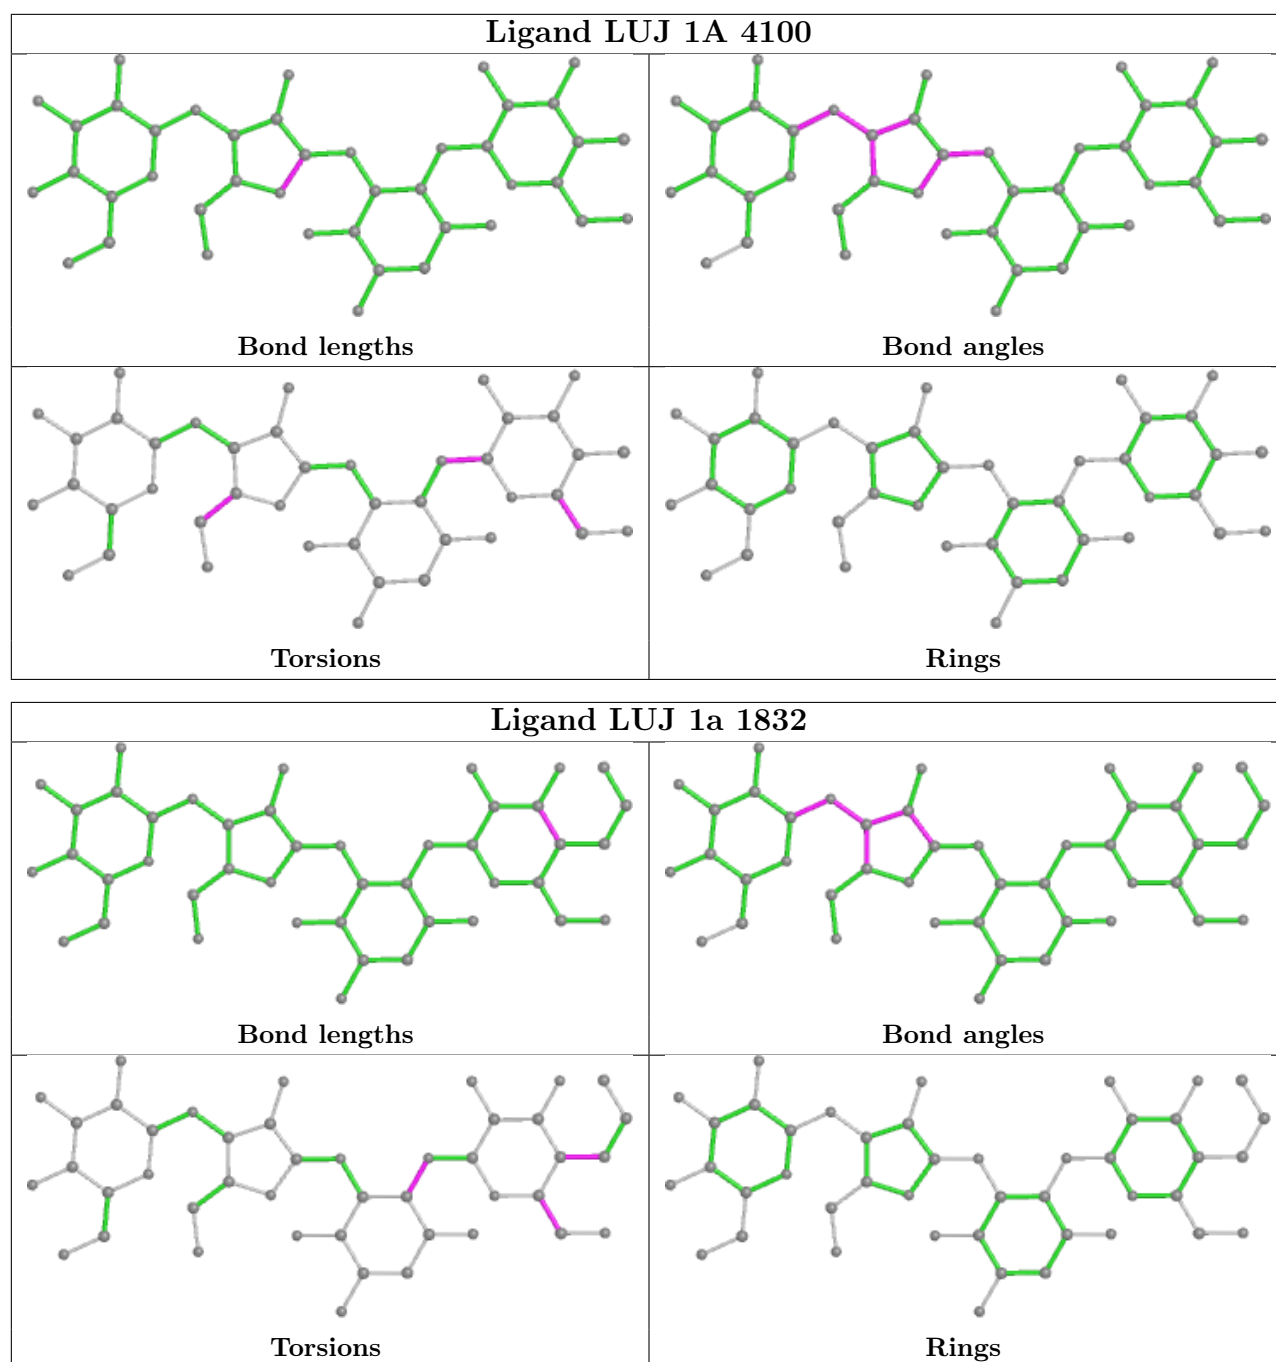 Ligand LUJ 1A 4100
Bond lengths
Bond angles
Torsions
Rings
Ligand LUJ 1a 1832
Bond lengths
Bond angles
Torsions
Rings